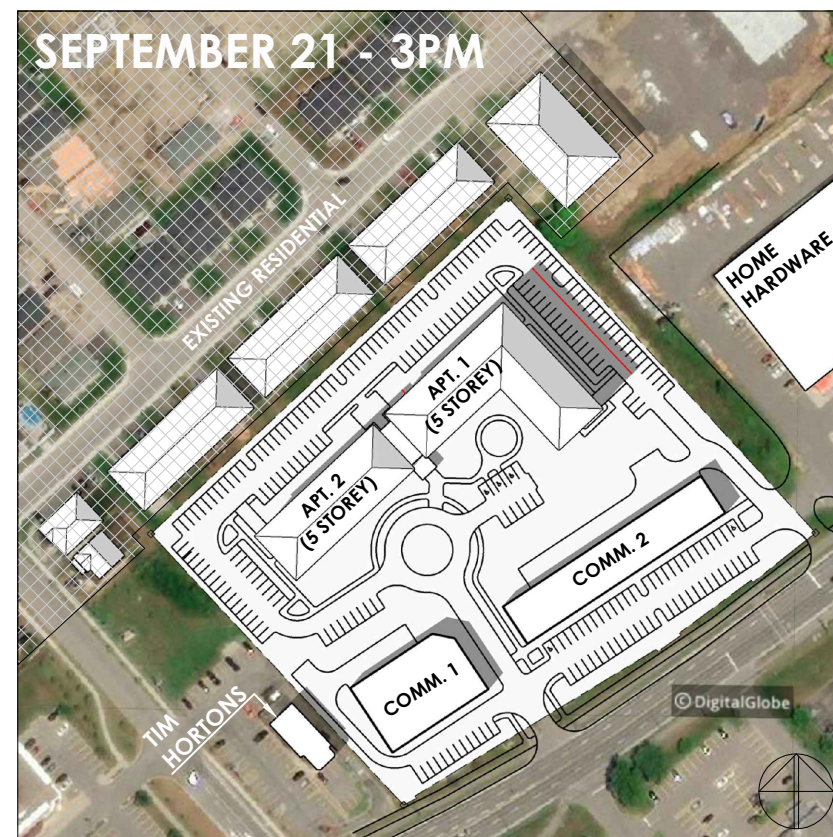 SEPTEMBER 21 - 3PM
EXISTING RESIDENTIAL
HOME
HARDWARE
APT. 1
(5 STOREY)
APT. 2
(5 STOREY)
COMM. 2
COMM. 1
TIM
HORTONS
© DigitalGlobe